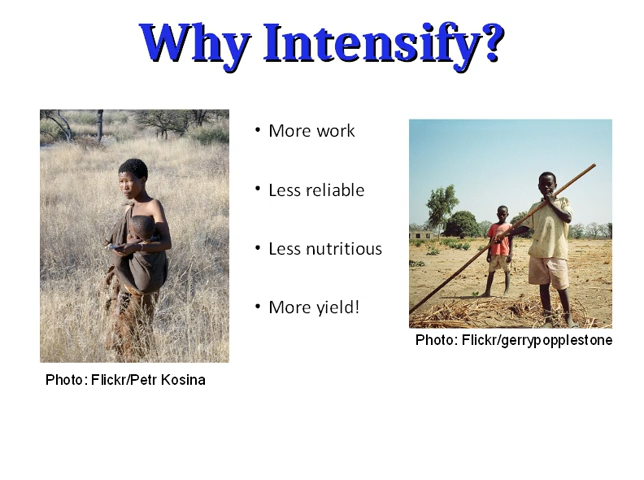 Why Intensify?
• More work
• Less reliable
• Less nutritious
• More yield!
Photo: Flickr/gerrypopplestone
Photo: Flickr/Petr Kosina